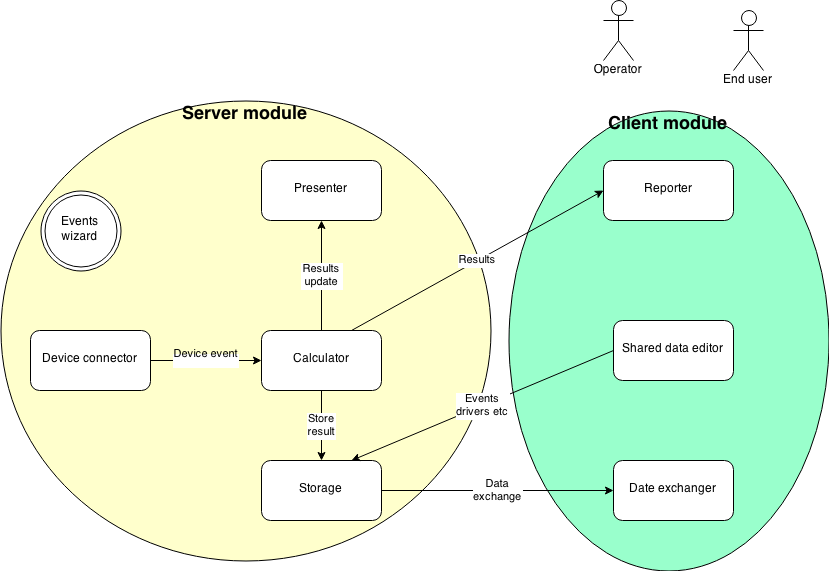 Operator
End user
Server module
Client module
Presenter
Reporter
Events
wizard
Results
Results
update
Device connector
Device event
Calculator
Shared data editor
Events
drivers etc
Store
result
Storage
Data
exchange
Date exchanger